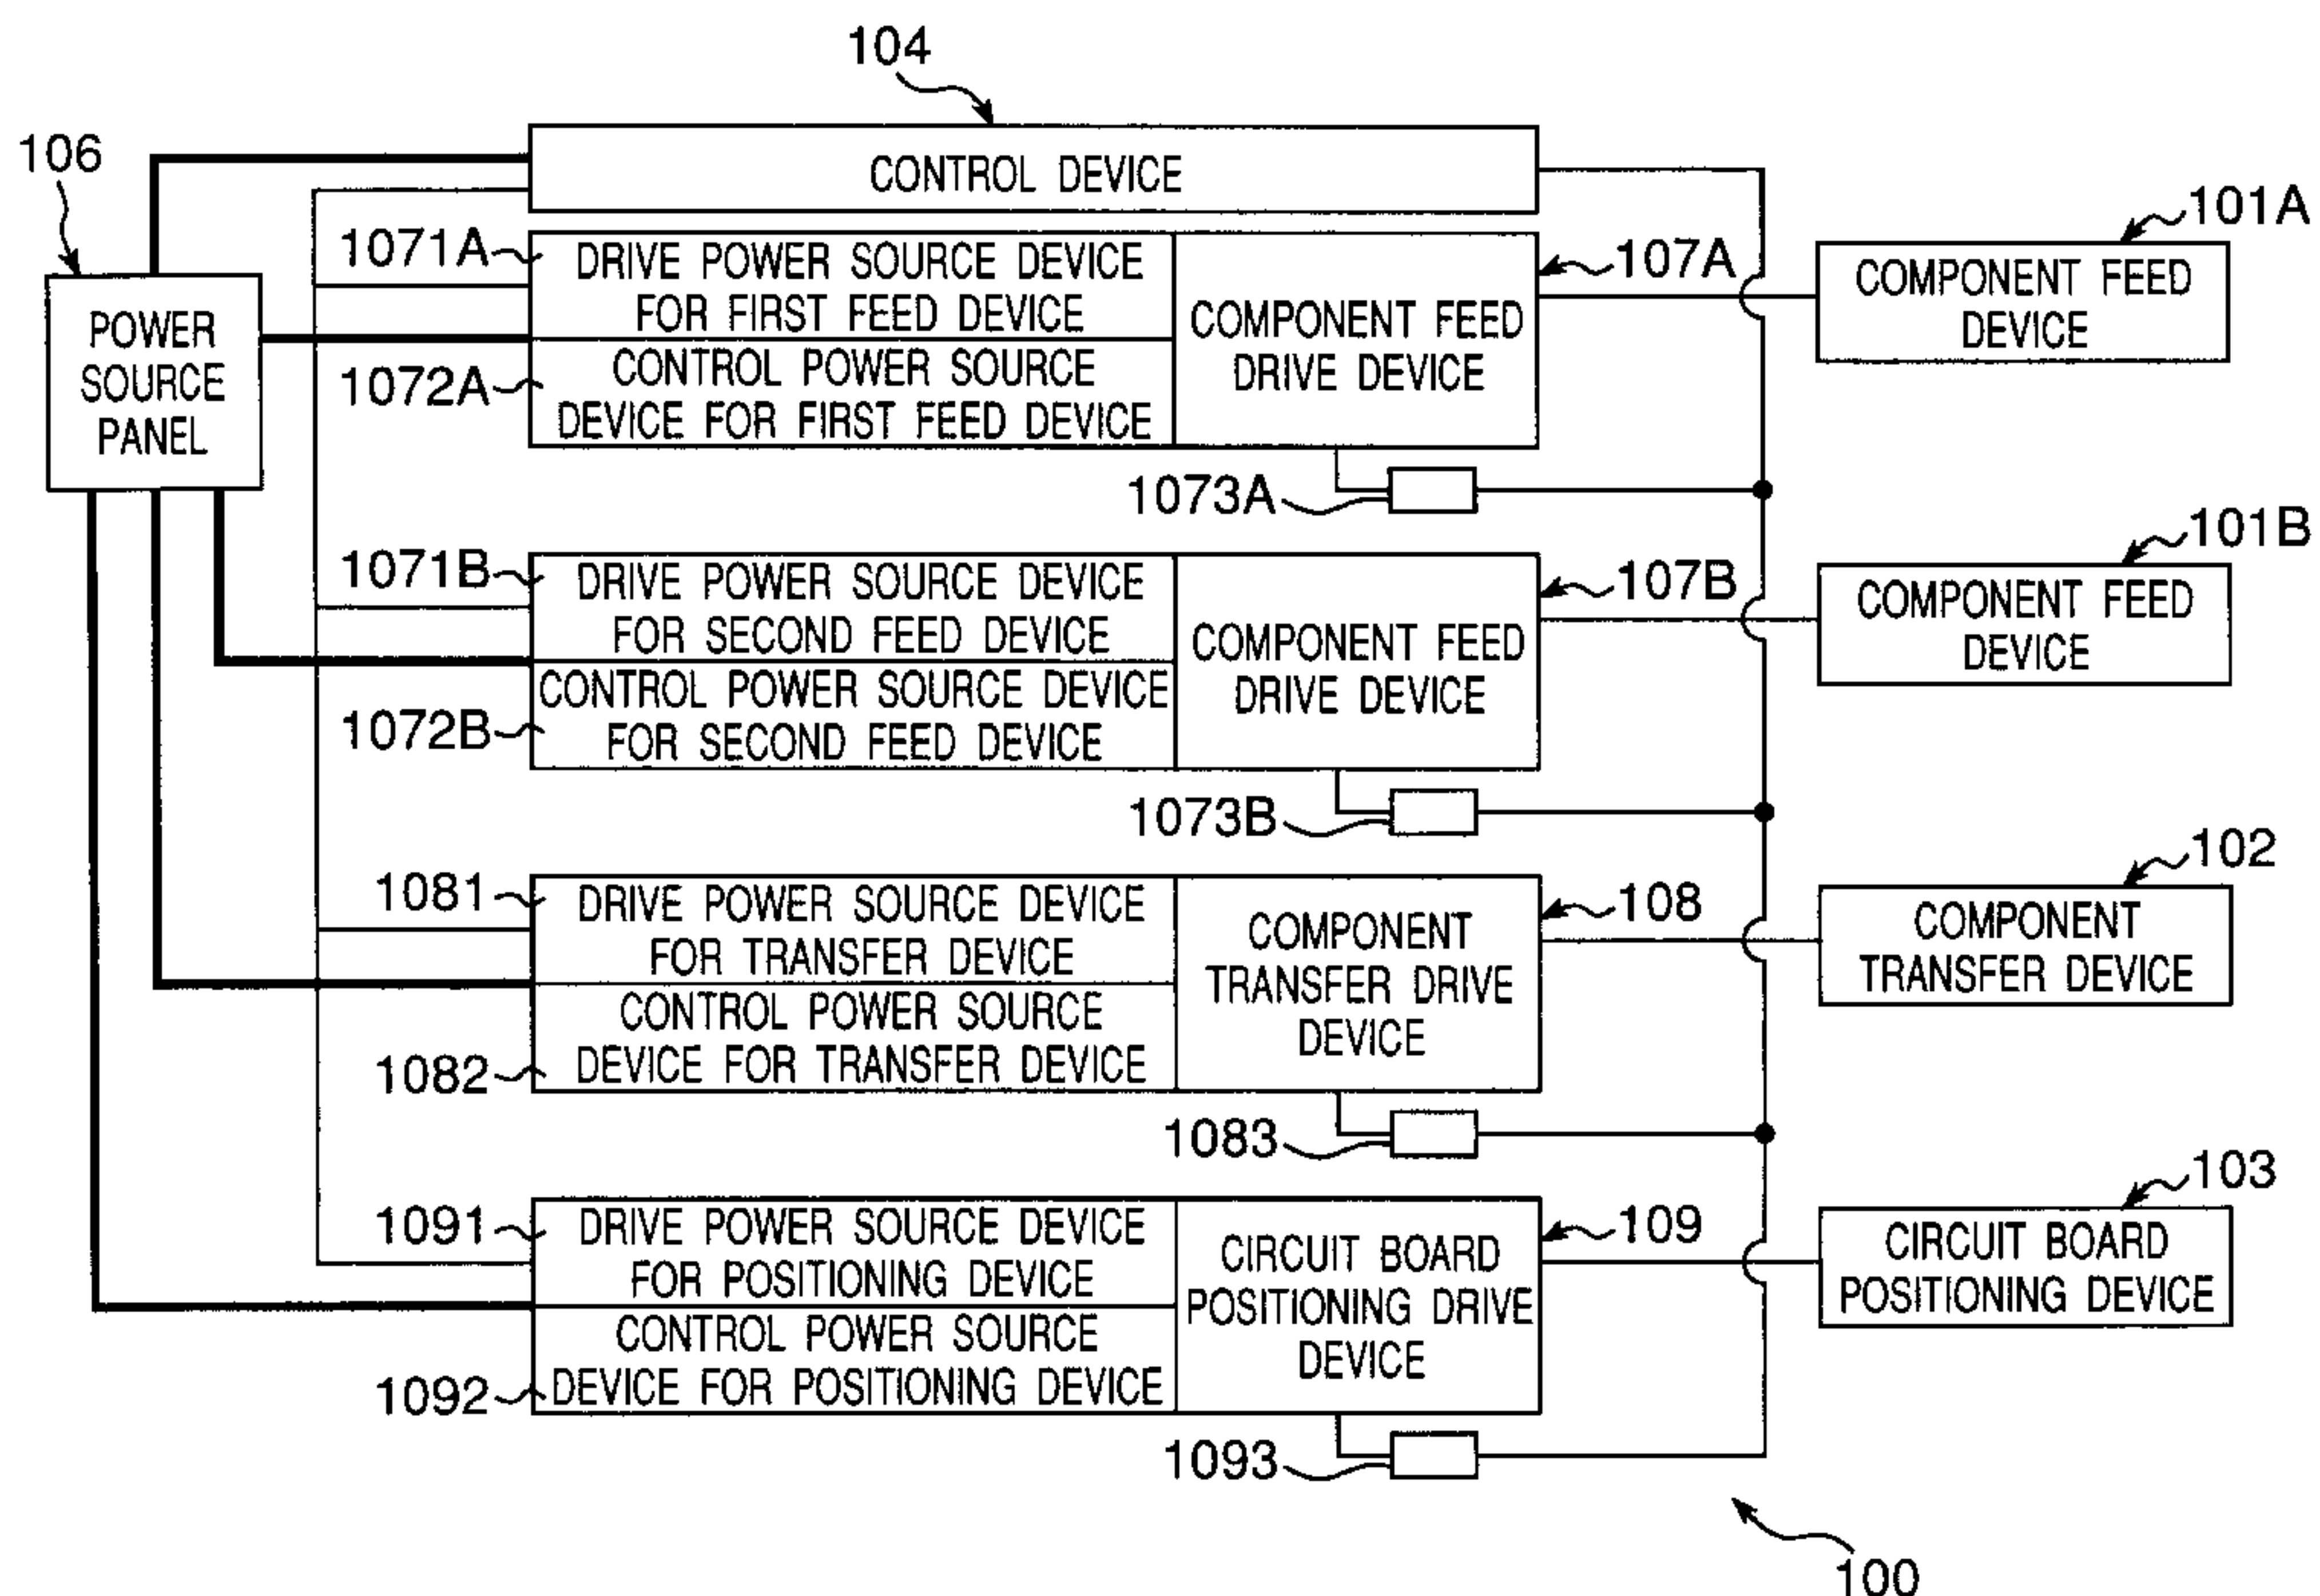 104
106
CONTROL DEVICE
101A
1071A
DRIVE POWER SOURCE DEVICE
FOR FIRST FEED DEVICE
107A
COMPONENT FEED
DEVICE
POWER
SOURCE
PANEL
COMPONENT FEED
DRIVE DEVICE
1072A
CONTROL POWER SOURCE
DEVICE FOR FIRST FEED DEVICE
1073A
101B
1071B
DRIVE POWER SOURCE DEVICE
FOR SECOND FEED DEVICE
107B
COMPONENT FEED
DEVICE
COMPONENT FEED
DRIVE DEVICE
1072B
CONTROL POWER SOURCE DEVICE
FOR SECOND FEED DEVICE
1073B
102
1081
DRIVE POWER SOURCE DEVICE
FOR TRANSFER DEVICE
108
COMPONENT
TRANSFER DEVICE
COMPONENT
TRANSFER DRIVE
DEVICE
1082
CONTROL POWER SOURCE
DEVICE FOR TRANSFER DEVICE
1083
103
1091
DRIVE POWER SOURCE DEVICE
FOR POSITIONING DEVICE
109
CIRCUIT BOARD
POSITIONING DEVICE
CIRCUIT BOARD
POSITIONING DRIVE
DEVICE
1092
CONTROL POWER SOURCE
DEVICE FOR POSITIONING DEVICE
1093
100